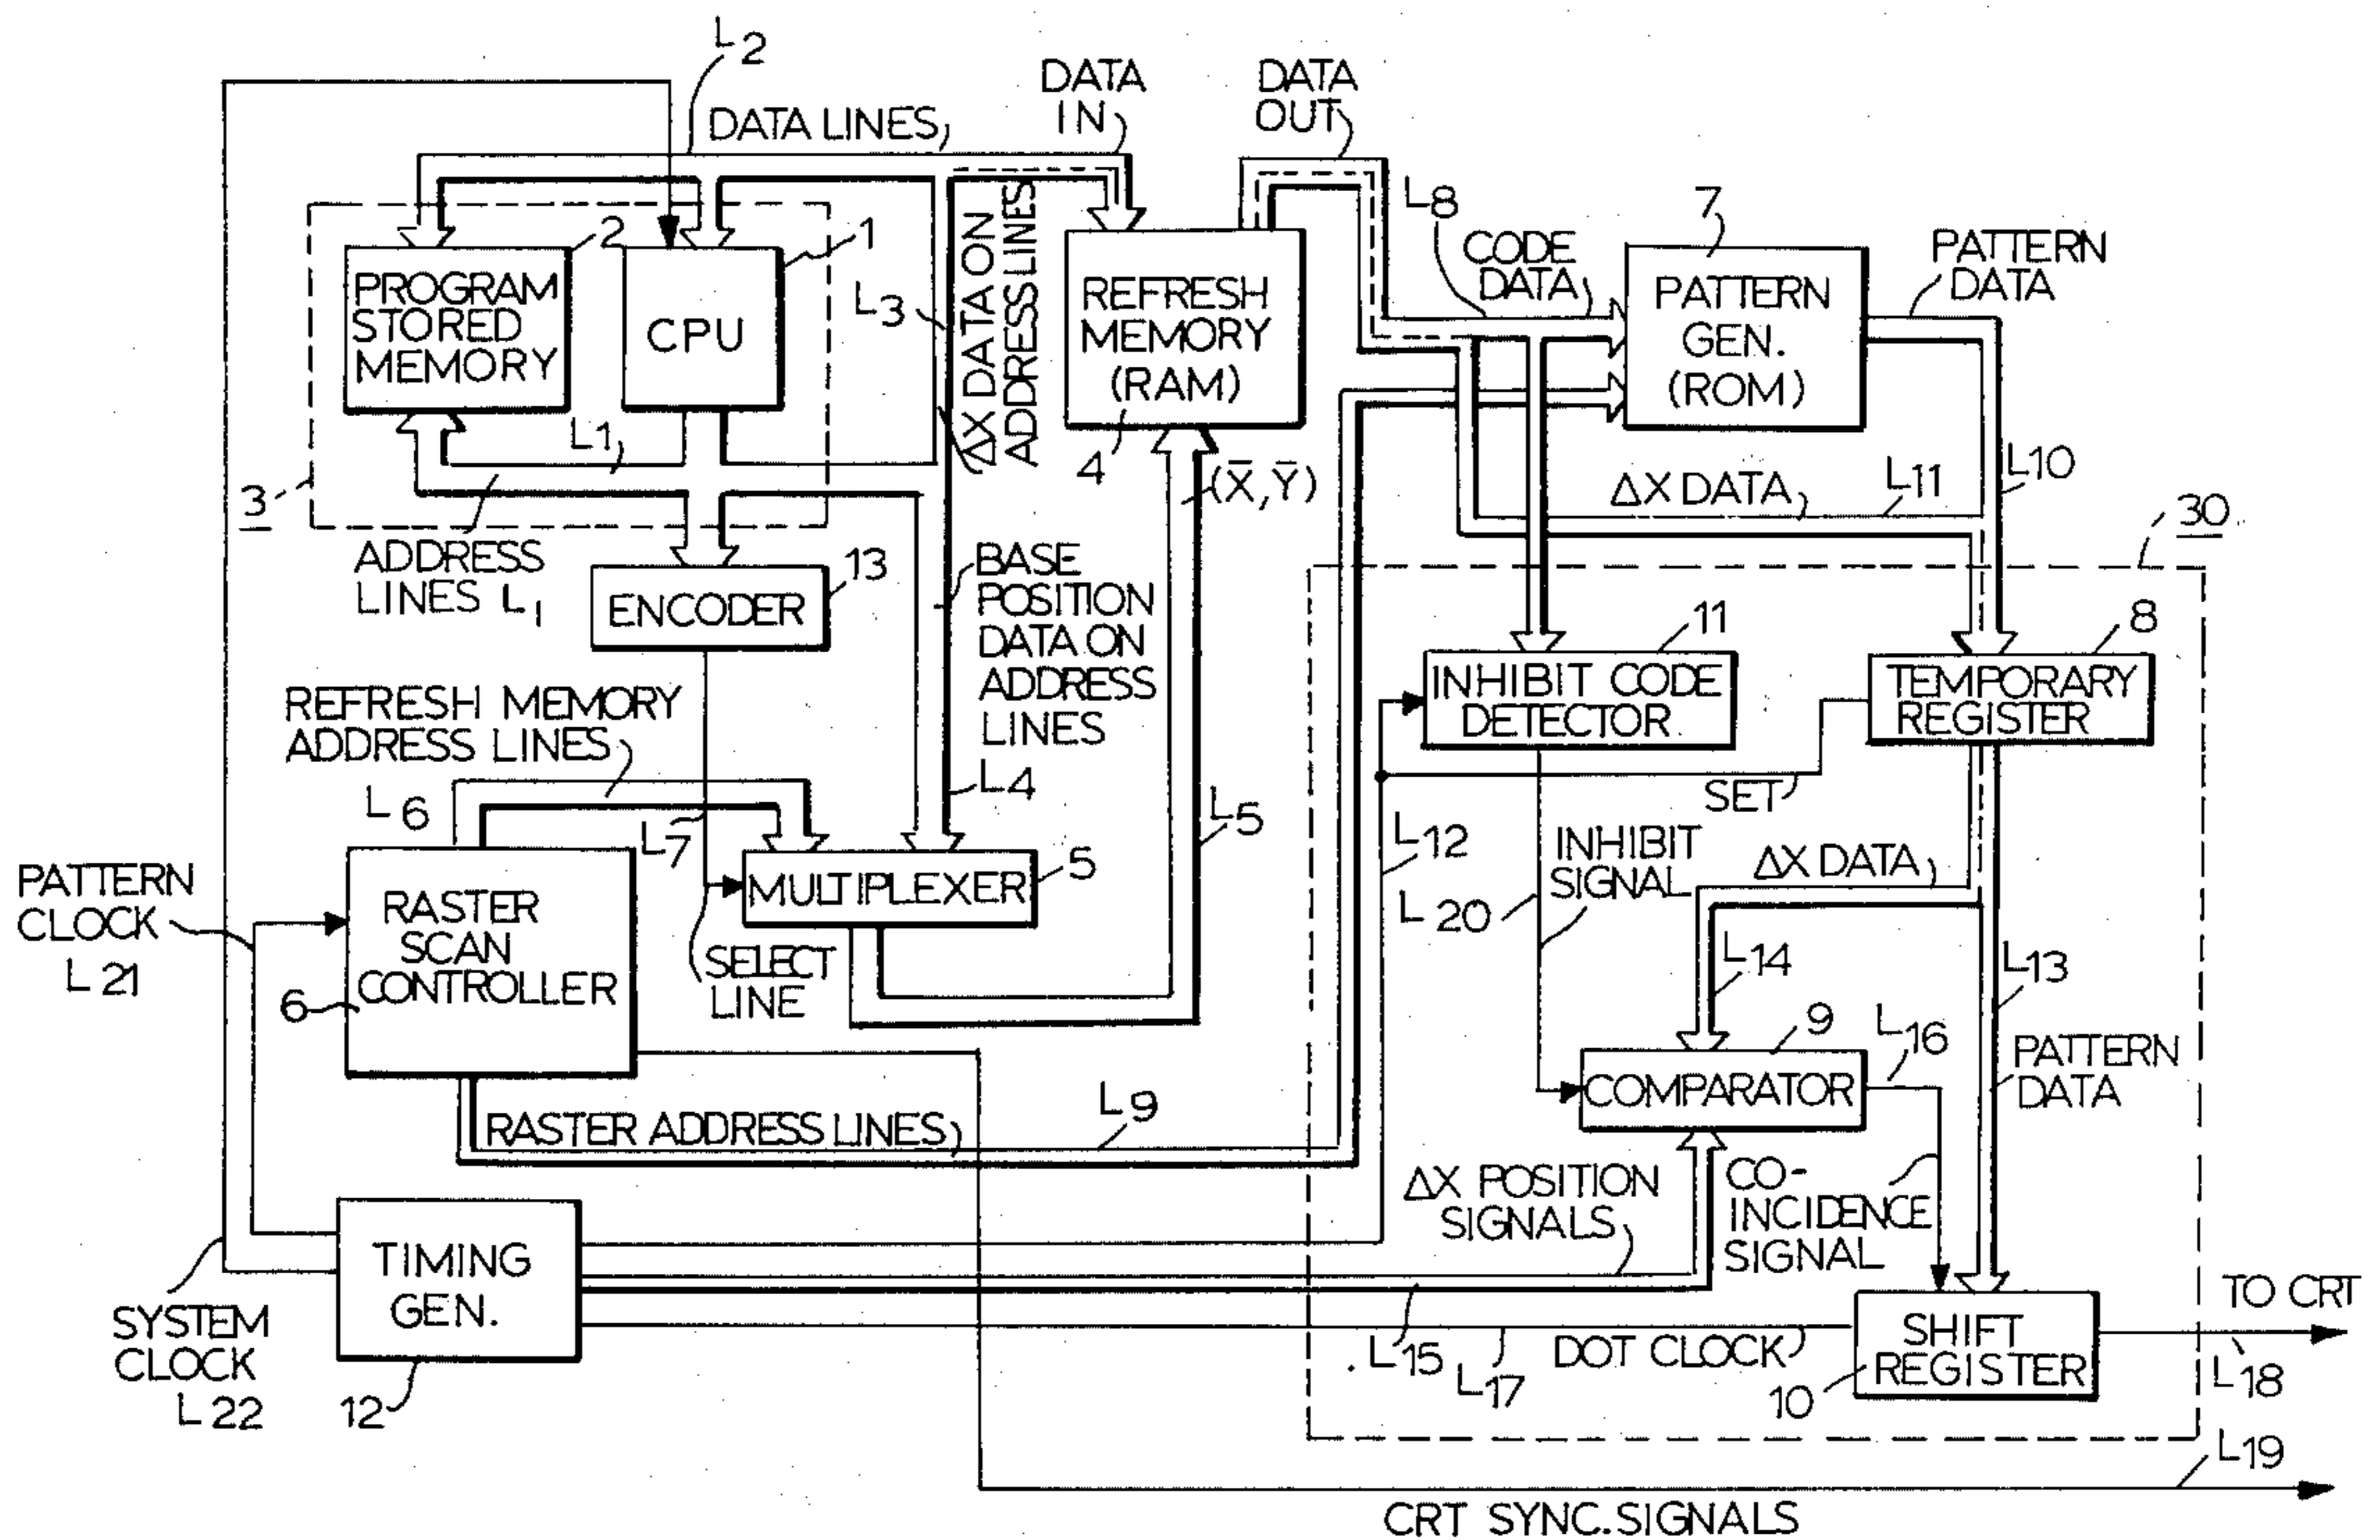 L2
DATA LINES
DATA
IN
DATA
OUT
L8
CODE
DATA
7
PATTERN
DATA
2
1
PROGRAM
STORED
MEMORY
CPU
L3
ΔX DATA ON
ADDRESS LINES
REFRESH
MEMORY
(RAM)
4
PATTERN
GEN.
(ROM)
L1
3
(X̄, Ȳ)
ΔX DATA
L11
L10
30
ADDRESS
LINES L1
ENCODER
13
BASE
POSITION
DATA ON
ADDRESS
LINES
11
8
INHIBIT CODE
DETECTOR
TEMPORARY
REGISTER
REFRESH MEMORY
ADDRESS LINES
SET
L6
L7
L4
L5
L12
INHIBIT
SIGNAL
ΔX DATA
L20
PATTERN
CLOCK
L21
RASTER
SCAN
CONTROLLER
6
MULTIPLEXER
5
SELECT
LINE
L14
L13
9
L16
COMPARATOR
PATTERN
DATA
RASTER ADDRESS LINES
L9
ΔX POSITION
SIGNALS
CO-
INCIDENCE
SIGNAL
TIMING
GEN.
12
SYSTEM
CLOCK
L22
L15
L17
DOT CLOCK
SHIFT
REGISTER
10
TO CRT
L18
L19
CRT SYNC. SIGNALS